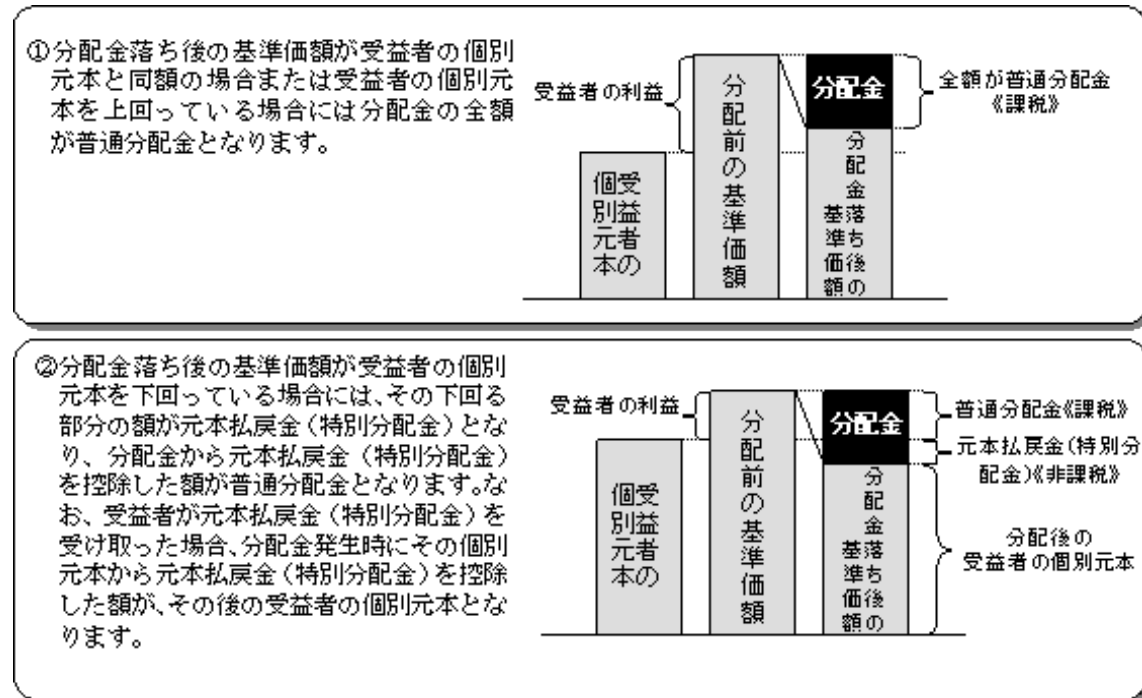 ①分配金落ち後の基準価額が受益者の個別
元本と同額の場合または受益者の個別元
本を上回っている場合には分配金の全額
が普通分配金となります。
受益者の利益
個別元本
受益者の
分配前の基準価額
分配金
分配金落ち後の
基準価額
全額が普通分配金
《課税》
②分配金落ち後の基準価額が受益者の個別
元本を下回っている場合には、その下回る
部分の額が元本払戻金（特別分配金）とな
り、分配金から元本払戻金（特別分配金）
を控除した額が普通分配金となります。な
お、受益者が元本払戻金（特別分配金）を
受け取った場合、分配金発生時にその個別
元本から元本払戻金（特別分配金）を控除
した額が、その後の受益者の個別元本とな
ります。
受益者の利益
受益者の
個別元本
分配前の基準価額
分配金
分配金落ち後の
基準価額
普通分配金《課税》
元本払戻金（特別分
配金）《非課税》
分配後の
受益者の個別元本